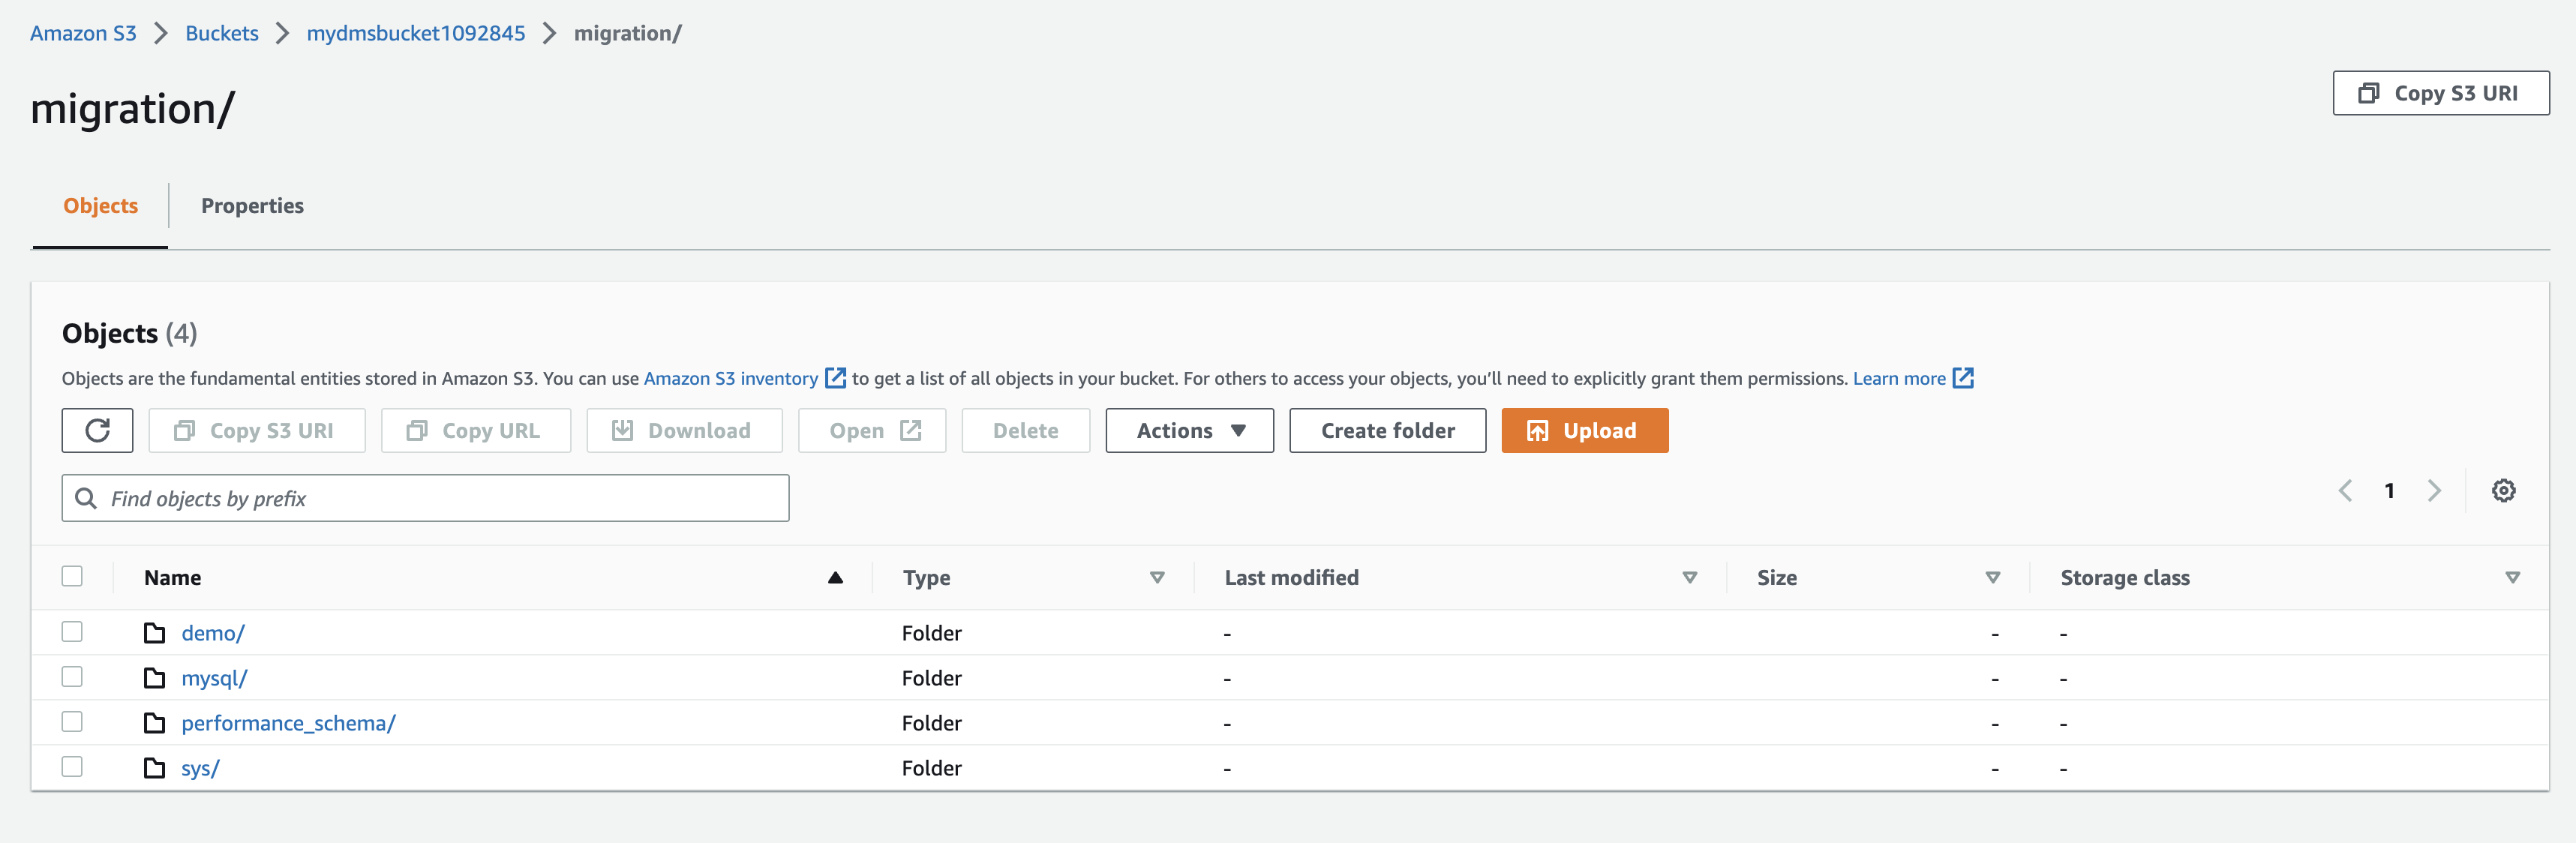 Amazon S3 > Buckets > mydmsbucket1092845 > migration/
migration/
Copy S3 URI
Objects Properties
Objects (4)
Objects are the fundamental entities stored in Amazon S3. You can use Amazon S3 inventory to get a list of all objects in your bucket. For others to access your objects, you’ll need to explicitly grant them permissions. Learn more
Copy S3 URI Copy URL Download Open Delete Actions Create folder Upload
Find objects by prefix
1
Name Type Last modified Size Storage class
demo/ Folder - - -
mysql/ Folder - - -
performance_schema/ Folder - - -
sys/ Folder - - -